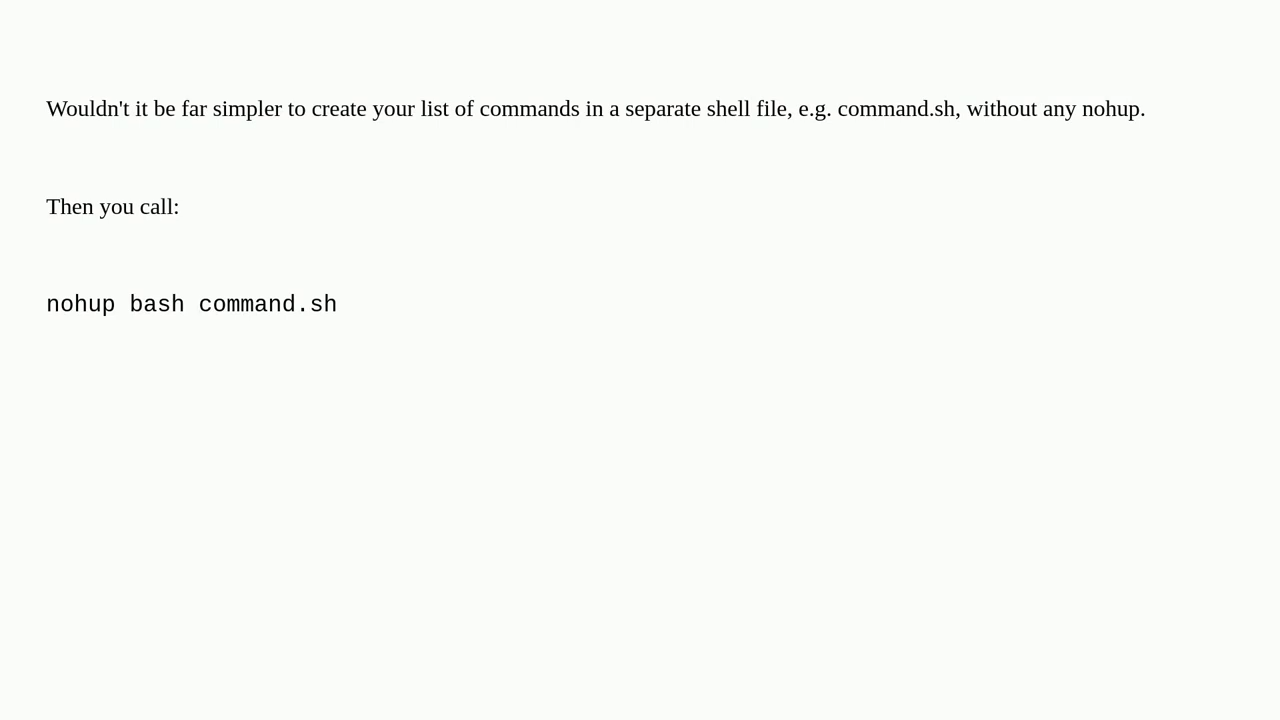 Wouldn't it be far simpler to create your list of commands in a separate shell file, e.g. command.sh, without any nohup.
Then you call:
nohup bash command.sh